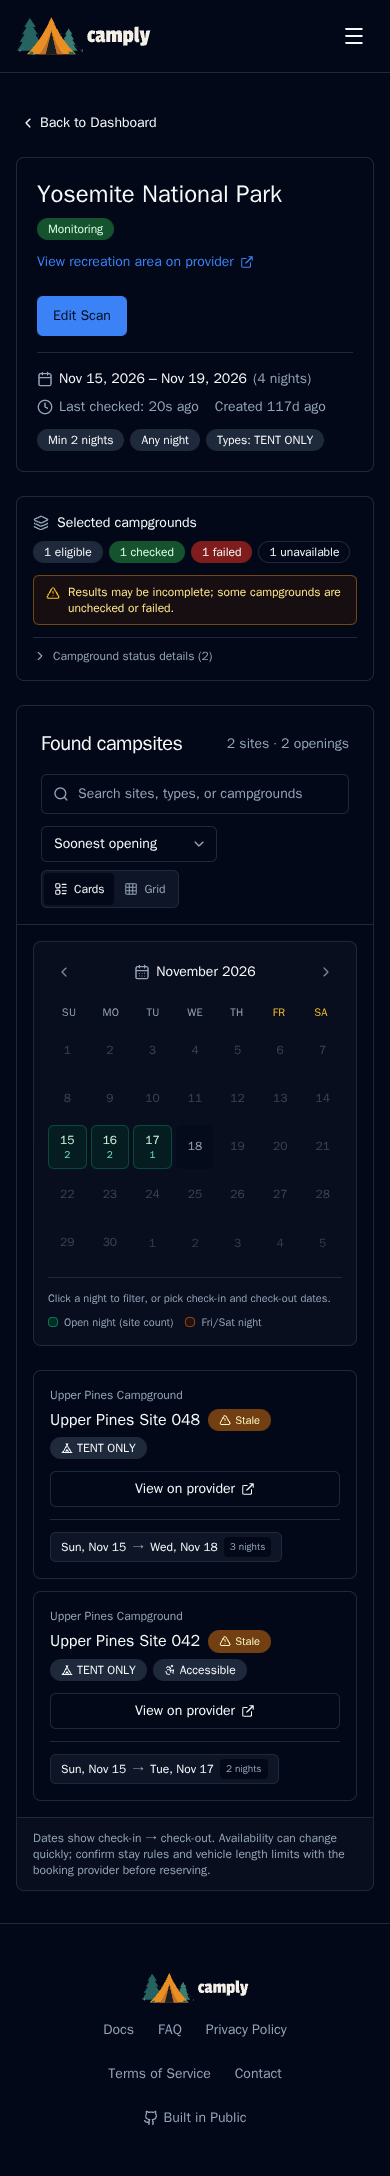 camply
Back to Dashboard
Yosemite National Park
Monitoring
View recreation area on provider
Edit Scan
Nov 15, 2026 – Nov 19, 2026 (4 nights)
Last checked: 20s ago Created 117d ago
Min 2 nights Any night Types: TENT ONLY
Selected campgrounds
1 eligible 1 checked 1 failed 1 unavailable
Results may be incomplete; some campgrounds are
unchecked or failed.
Campground status details (2)
Found campsites 2 sites · 2 openings
Search sites, types, or campgrounds
Soonest opening
Cards Grid
November 2026
SU MO TU WE TH FR SA
1 2 3 4 5 6 7
8 9 10 11 12 13 14
15 16 17 18 19 20 21
2 2 1
22 23 24 25 26 27 28
29 30 1 2 3 4 5
Click a night to filter, or pick check-in and check-out dates.
Open night (site count) Fri/Sat night
Upper Pines Campground
Upper Pines Site 048 Stale
TENT ONLY
View on provider
Sun, Nov 15 → Wed, Nov 18 3 nights
Upper Pines Campground
Upper Pines Site 042 Stale
TENT ONLY Accessible
View on provider
Sun, Nov 15 → Tue, Nov 17 2 nights
Dates show check-in → check-out. Availability can change
quickly; confirm stay rules and vehicle length limits with the
booking provider before reserving.
camply
Docs FAQ Privacy Policy
Terms of Service Contact
Built in Public